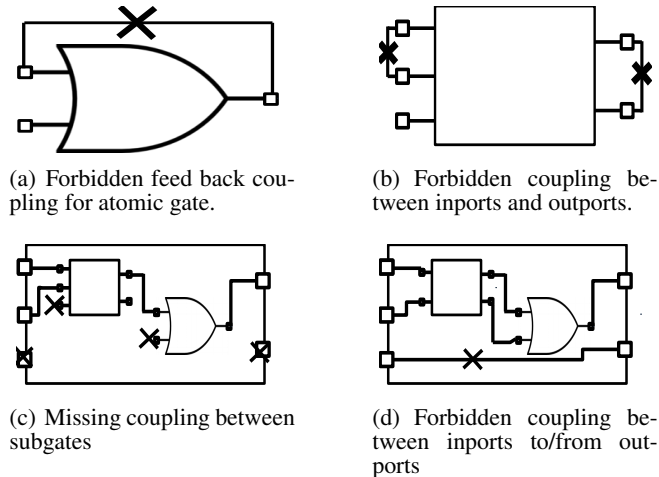 (a) Forbidden feed back cou-
pling for atomic gate.
(b) Forbidden coupling be-
tween inports and outports.
(c) Missing coupling between
subgates
(d) Forbidden coupling be-
tween inports to/from out-
ports